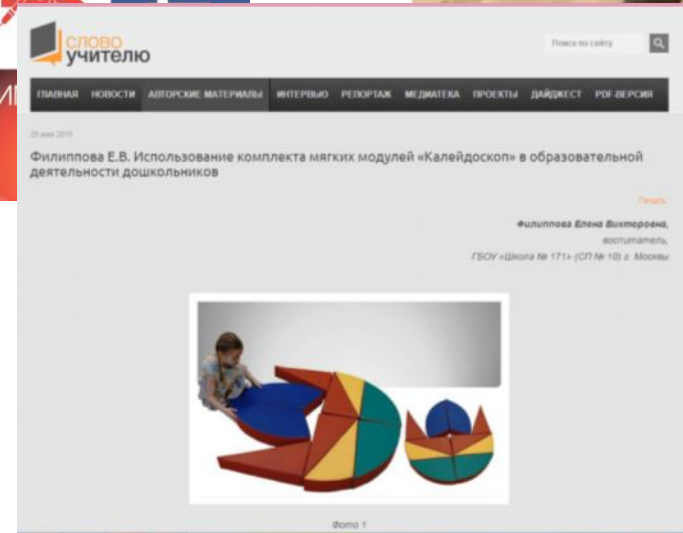 слово
учителю
Поиск по сайту
ГЛАВНАЯ НОВОСТИ АВТОРСКИЕ МАТЕРИАЛЫ ИНТЕРВЬЮ РЕПОРТАЖ МЕДИАТЕКА ПРОЕКТЫ ДАЙДЖЕСТ PDF-ВЕРСИЯ
2015
Филиппова Е.В. Использование комплекта мягких модулей «Калейдоскоп» в образовательной
деятельности дошкольников
Печать
Филиппова Елена Викторовна,
воспитатель,
ГБОУ «Школа № 171» (СП № 10) г. Москвы
Фото 1